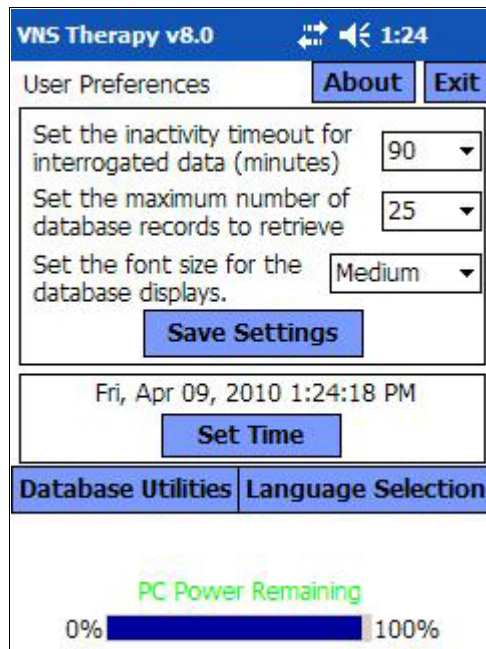 VNS Therapy v8.0 1:24
User Preferences About Exit
Set the inactivity timeout for
interrogated data (minutes) 90
Set the maximum number of
database records to retrieve 25
Set the font size for the
database displays. Medium
Save Settings
Fri, Apr 09, 2010 1:24:18 PM
Set Time
Database Utilities Language Selection
PC Power Remaining
0% 100%